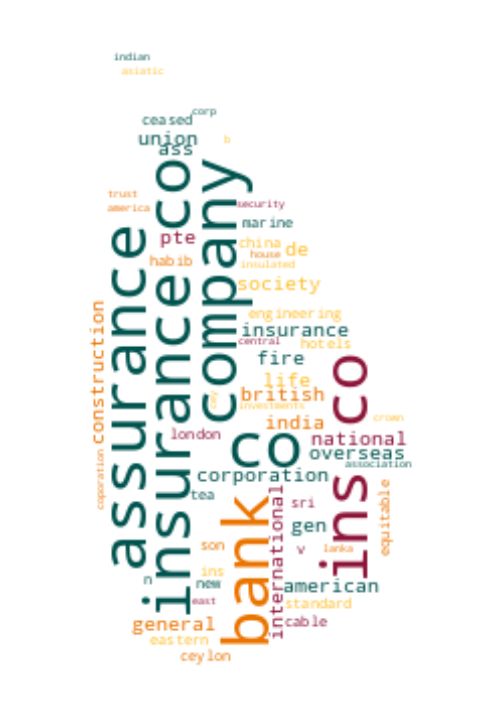 indian
asiatic
corp
ceased
union
b
ass
trust
america
security
pte
marine
china
de
house
habib
insulated
society
company
insurance co
assurance
construction
engineering
insurance
central
hotels
fire
life
british
cey
investments
ins co
crown
india
london
national
co
overseas
association
corporation
coporation
tea
bank
international
sri
gen
equitable
son
v
lanka
ins
n
new
american
east
standard
general
cable
eastern
ceylon